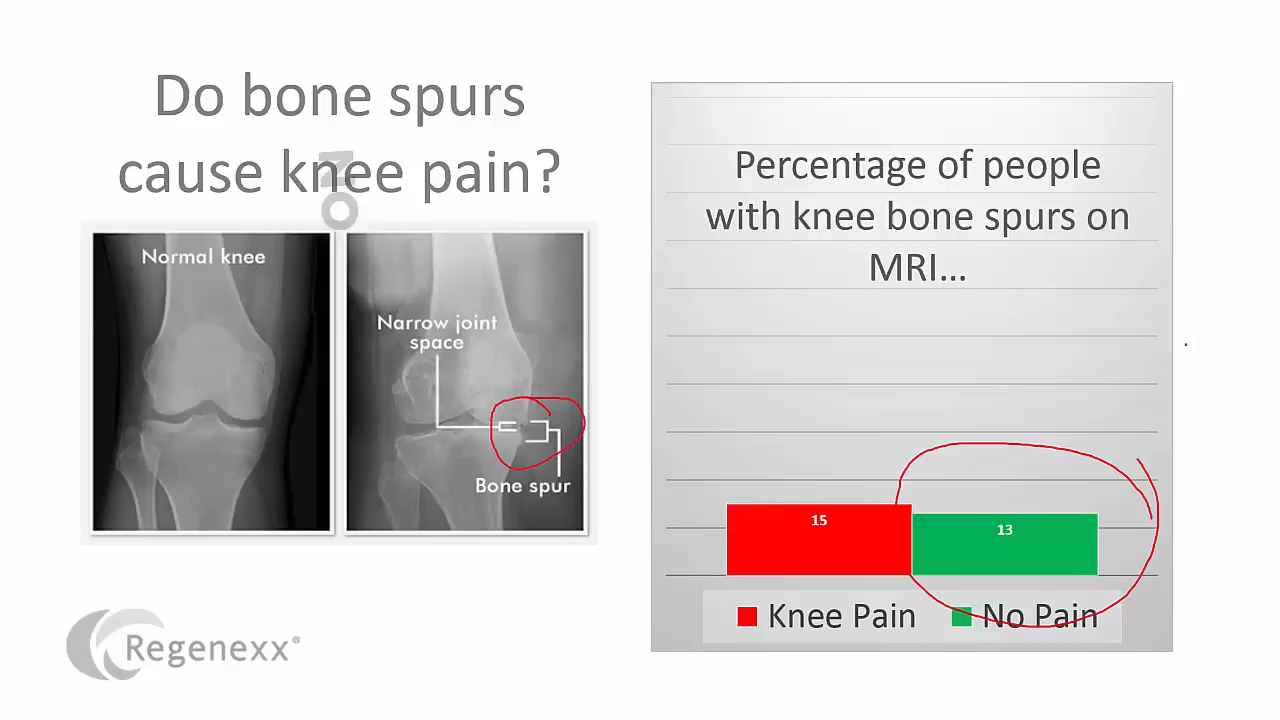 Do bone spurs
cause knee pain?
NO
Normal knee
Narrow joint
space
Bone spur
Regenexx®
Percentage of people
with knee bone spurs on
MRI...
15
13
Knee Pain
No Pain